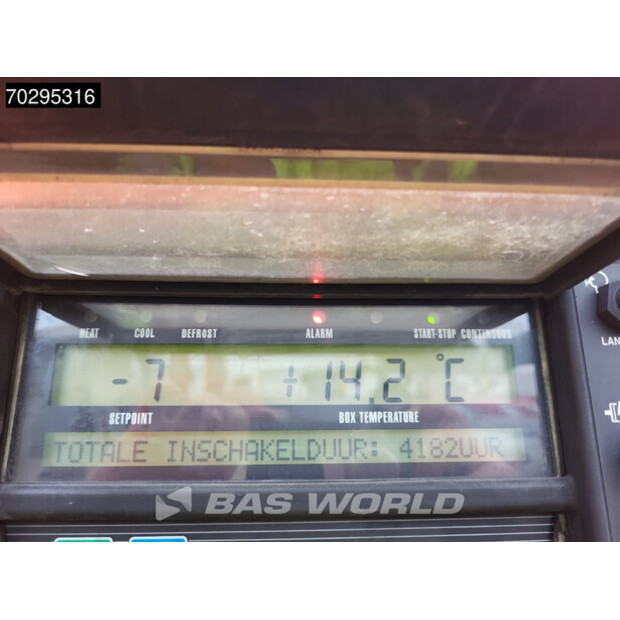 70295316
HEAT COOL DEFROST ALARM START-STOP CONTINUOUS
-7 +14.2 °C
LAN
SETPOINT BOX TEMPERATURE
TOTALE INSCHAKELDUUR: 4182UUR
BAS WORLD